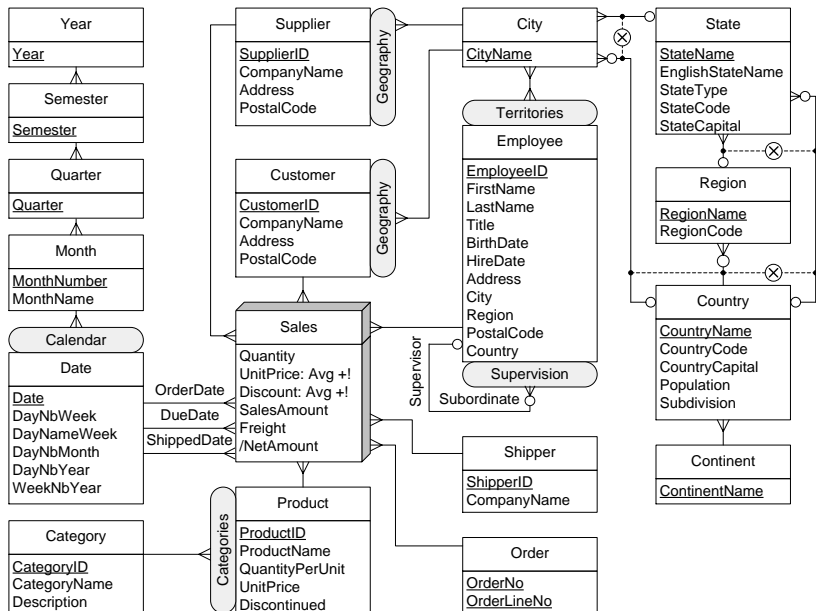 Year
Year
Semester
Semester
Quarter
Quarter
Month
MonthNumber
MonthName
Calendar
Date
Date
DayNbWeek
DayNameWeek
DayNbMonth
DayNbYear
WeekNbYear
Category
CategoryID
CategoryName
Description
OrderDate
DueDate
ShippedDate
Supplier
SupplierID
CompanyName
Address
PostalCode
Geography
Customer
CustomerID
CompanyName
Address
PostalCode
Geography
Sales
Quantity
UnitPrice: Avg +!
Discount: Avg +!
SalesAmount
Freight
/NetAmount
Categories
Product
ProductID
ProductName
QuantityPerUnit
UnitPrice
Discontinued
City
CityName
Territories
Employee
EmployeeID
FirstName
LastName
Title
BirthDate
HireDate
Address
City
Region
PostalCode
Country
Supervision
Supervisor
Subordinate
Shipper
ShipperID
CompanyName
Order
OrderNo
OrderLineNo
State
StateName
EnglishStateName
StateType
StateCode
StateCapital
Region
RegionName
RegionCode
Country
CountryName
CountryCode
CountryCapital
Population
Subdivision
Continent
ContinentName